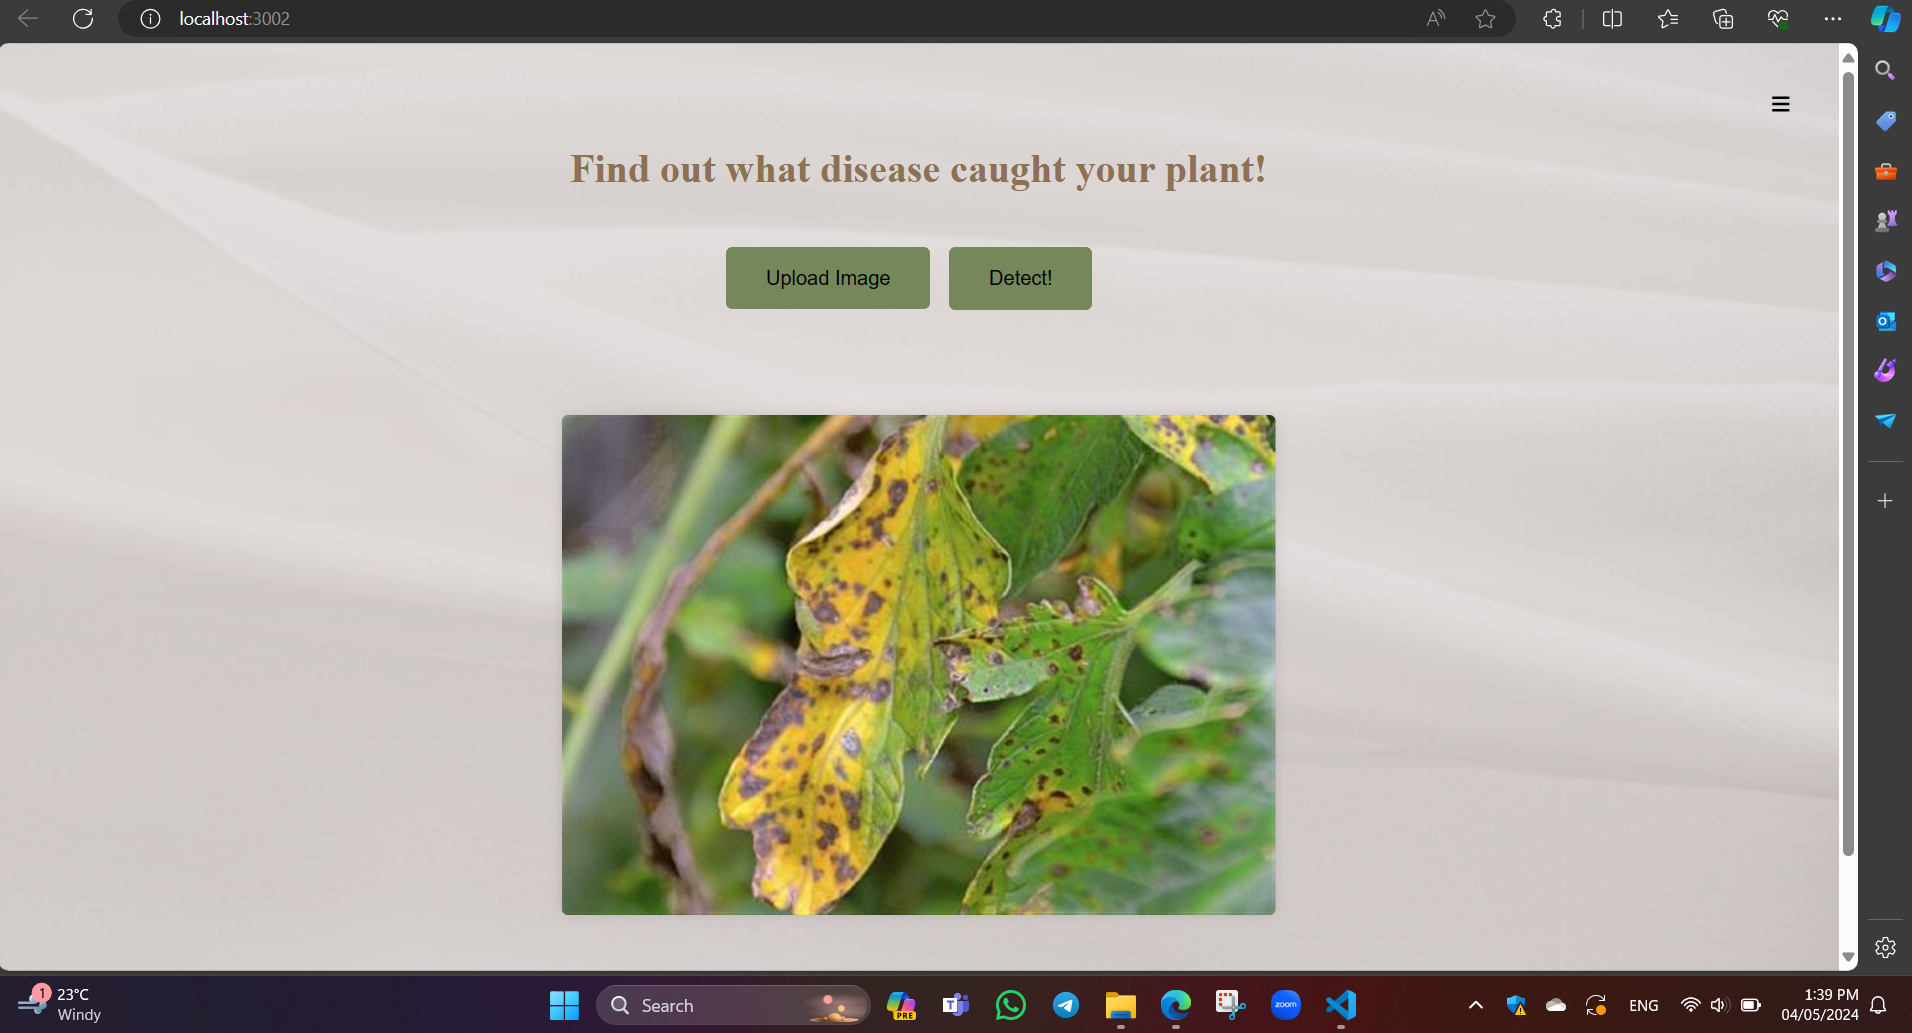 localhost:3002
Find out what disease caught your plant!
Upload Image
Detect!
1
23°C
Windy
Search
PRE
T
zoom
ENG
1:39 PM
04/05/2024